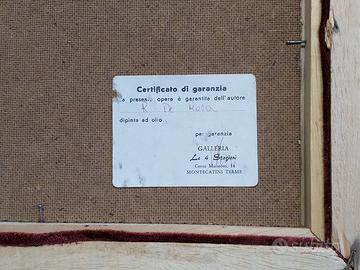 Certificato di garanzia
La presente opera è garantita dell'autore
K De Rosa
dipinta ad olio
per garanzia
GALLERIA
Le 4 Stagioni
Corso Matteotti, 14
MONTECATINI TERME